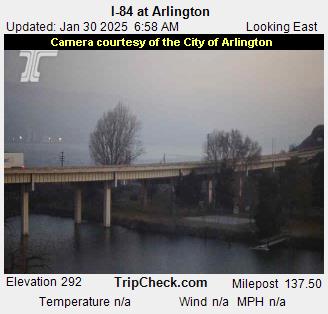 I-84 at Arlington
Updated: Jan 30 2025 6:58 AM Looking East
Camera courtesy of the City of Arlington
Elevation 292 TripCheck.com Milepost 137.50
Temperature n/a Wind n/a MPH n/a